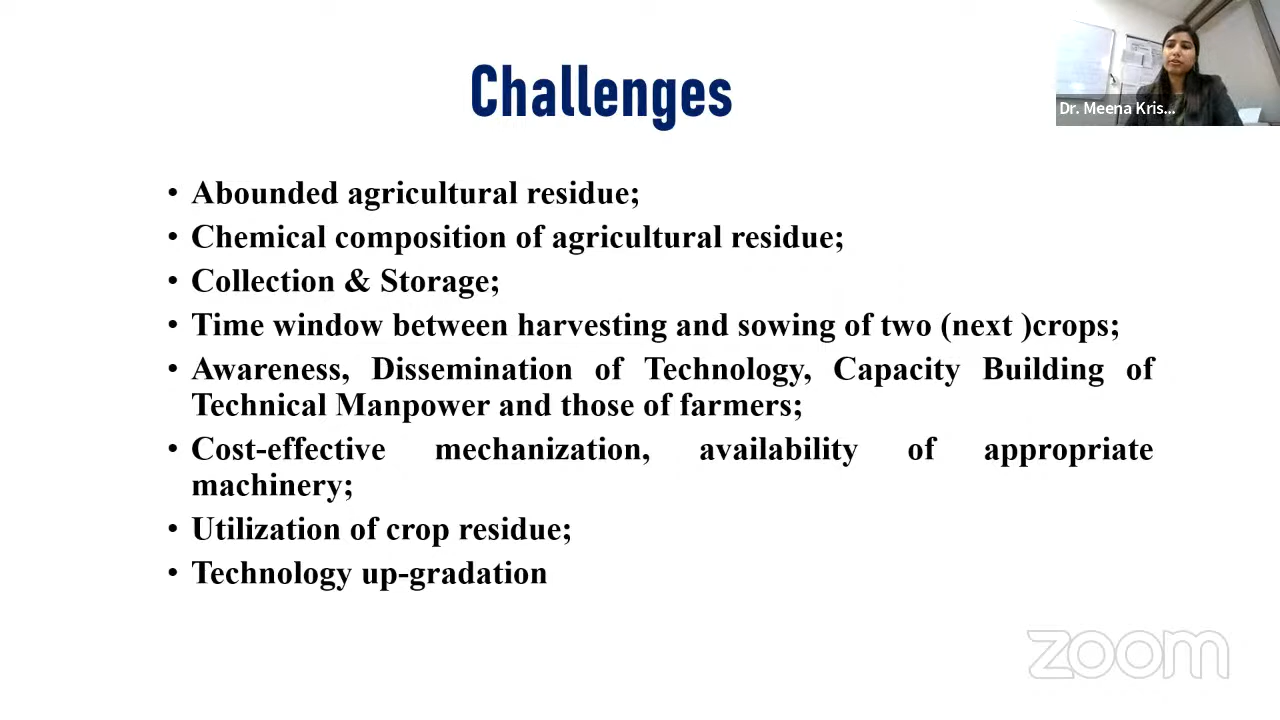 Challenges
Dr. Meena Kris...
• Abounded agricultural residue;
• Chemical composition of agricultural residue;
• Collection & Storage;
• Time window between harvesting and sowing of two (next )crops;
• Awareness, Dissemination of Technology, Capacity Building of
Technical Manpower and those of farmers;
• Cost-effective mechanization, availability of appropriate
machinery;
• Utilization of crop residue;
• Technology up-gradation
zoom